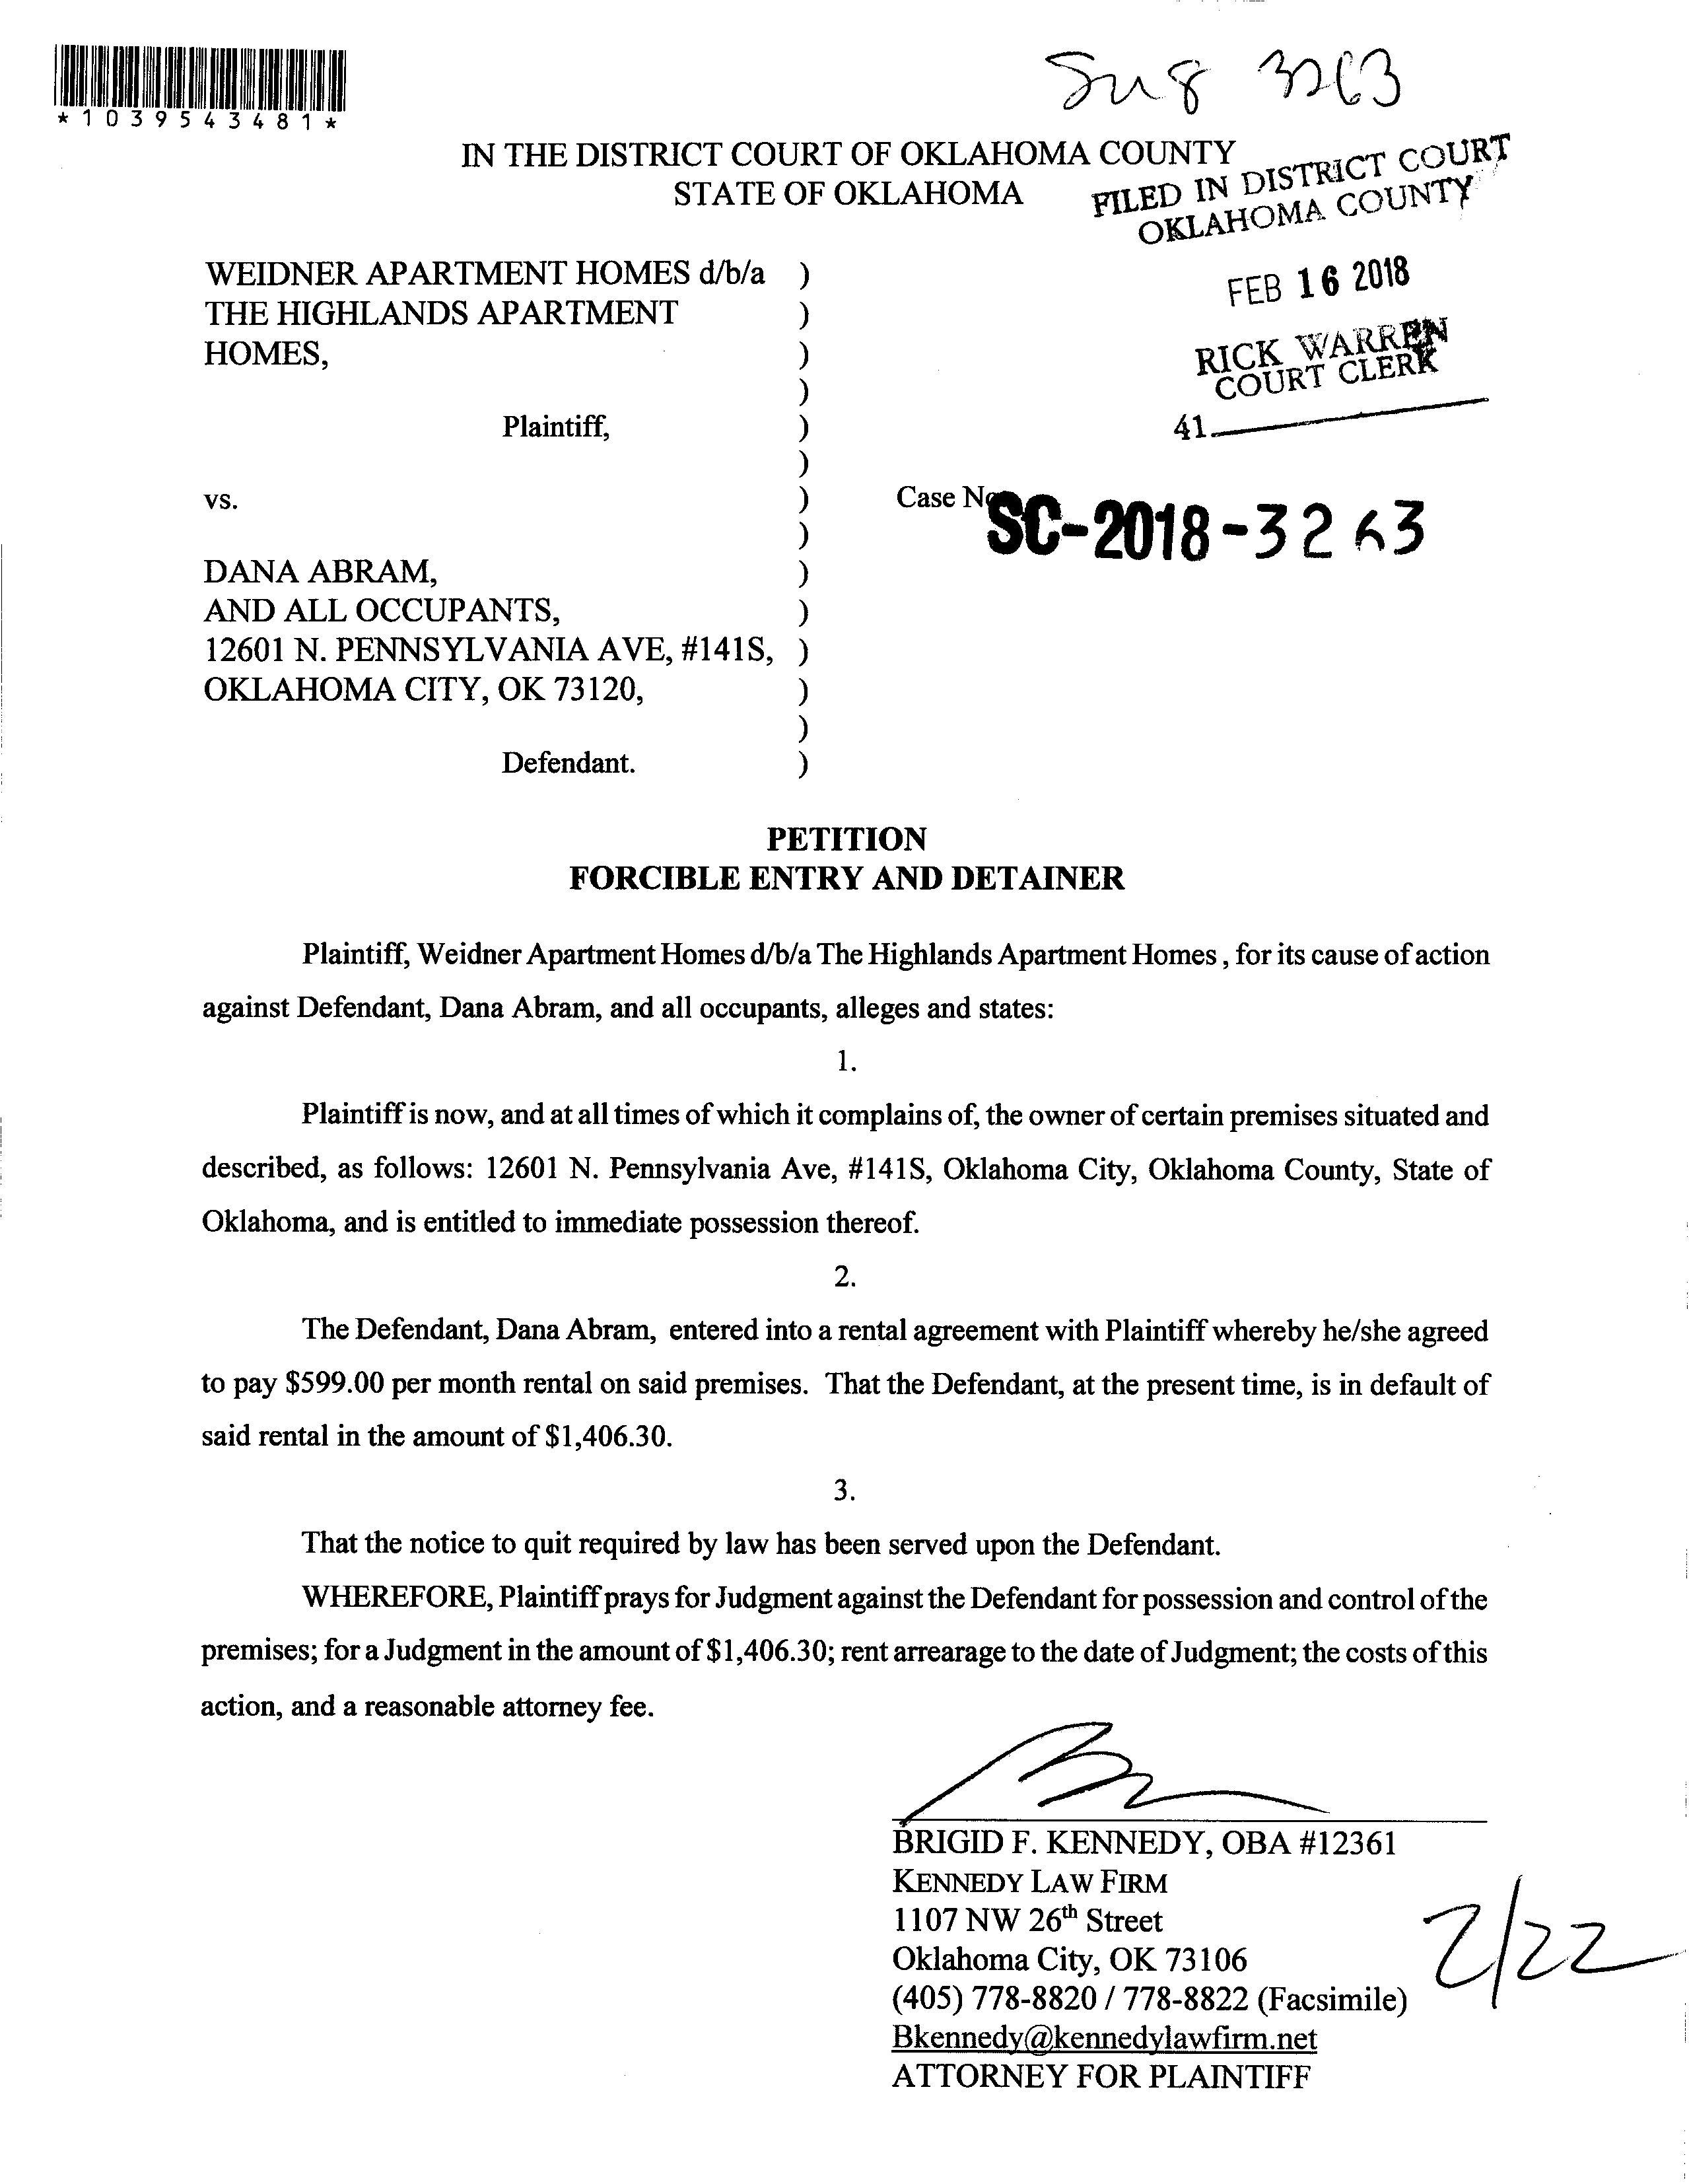 *1039543481*
3263
IN THE DISTRICT COURT OF OKLAHOMA COUNTY
STATE OF OKLAHOMA
FILED IN DISTRICT COURT
OKLAHOMA COUNTY
FEB 16 2018
RICK WARREN
COURT CLERK
41
WEIDNER APARTMENT HOMES d/b/a )
THE HIGHLANDS APARTMENT )
HOMES, )
)
Plaintiff, )
)
vs. ) Case No. SC-2018-3263
)
DANA ABRAM, )
AND ALL OCCUPANTS, )
12601 N. PENNSYLVANIA AVE, #141S, )
OKLAHOMA CITY, OK 73120, )
)
Defendant. )
PETITION
FORCIBLE ENTRY AND DETAINER
Plaintiff, Weidner Apartment Homes d/b/a The Highlands Apartment Homes , for its cause of action
against Defendant, Dana Abram, and all occupants, alleges and states:
1.
Plaintiff is now, and at all times of which it complains of, the owner of certain premises situated and
described, as follows: 12601 N. Pennsylvania Ave, #141S, Oklahoma City, Oklahoma County, State of
Oklahoma, and is entitled to immediate possession thereof.
2.
The Defendant, Dana Abram, entered into a rental agreement with Plaintiff whereby he/she agreed
to pay $599.00 per month rental on said premises. That the Defendant, at the present time, is in default of
said rental in the amount of $1,406.30.
3.
That the notice to quit required by law has been served upon the Defendant.
WHEREFORE, Plaintiff prays for Judgment against the Defendant for possession and control of the
premises; for a Judgment in the amount of $1,406.30; rent arrearage to the date of Judgment; the costs of this
action, and a reasonable attorney fee.
BRIGID F. KENNEDY, OBA #12361
KENNEDY LAW FIRM
1107 NW 26th Street
Oklahoma City, OK 73106
(405) 778-8820 / 778-8822 (Facsimile)
Bkennedy@kennedylawfirm.net
ATTORNEY FOR PLAINTIFF
2/22